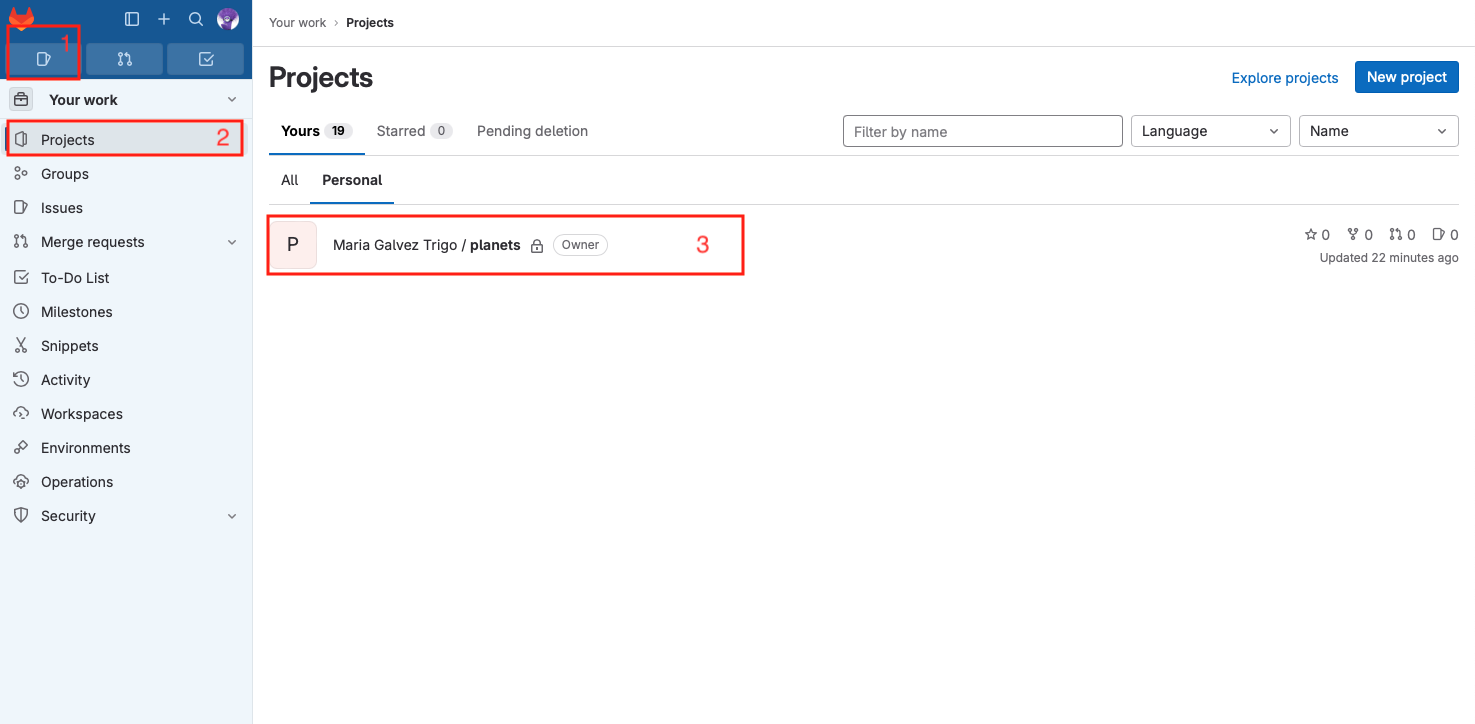 1
Your work
Projects 2
Groups
Issues
Merge requests
To-Do List
Milestones
Snippets
Activity
Workspaces
Environments
Operations
Security
Your work › Projects
Projects
Explore projects
New project
Yours 19
Starred 0
Pending deletion
Filter by name
Language
Name
All
Personal
P
Maria Galvez Trigo / planets
Owner
3
0 0 0 0
Updated 22 minutes ago